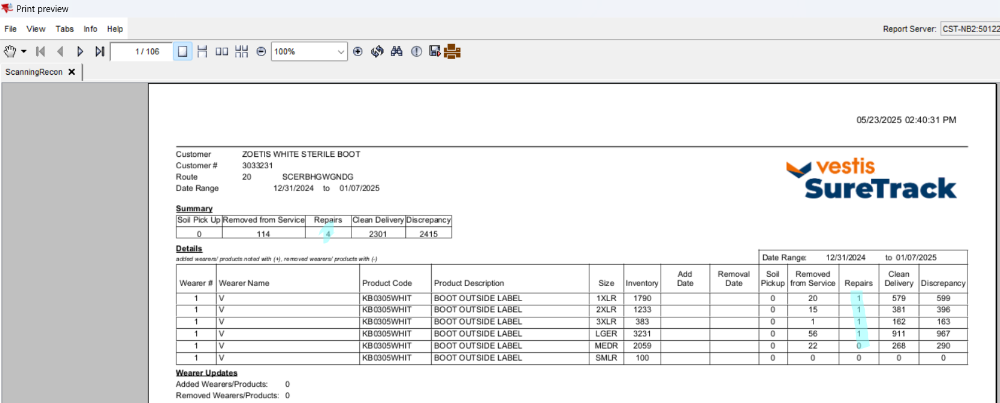 Print preview
File View Tabs Info Help Report Server: CST-NB2:50122
1 / 106 100%
ScanningRecon
05/23/2025 02:40:31 PM
Customer ZOETIS WHITE STERILE BOOT
Customer # 3033231
Route 20 SCERBHGWGNDG
Date Range 12/31/2024 to 01/07/2025
vestis
SureTrack
Summary
Soil Pick Up Removed from Service Repairs Clean Delivery Discrepancy
0 114 4 2301 2415
Details
added wearers/ products noted with (+), removed wearers/ products with (-)
Date Range: 12/31/2024 to 01/07/2025
Wearer # Wearer Name Product Code Product Description Size Inventory Add Date Removal Date Soil Pickup Removed from Service Repairs Clean Delivery Discrepancy
1 V KB0305WHIT BOOT OUTSIDE LABEL 1XLR 1790 0 20 1 579 599
1 V KB0305WHIT BOOT OUTSIDE LABEL 2XLR 1233 0 15 1 381 396
1 V KB0305WHIT BOOT OUTSIDE LABEL 3XLR 383 0 1 1 162 163
1 V KB0305WHIT BOOT OUTSIDE LABEL LGER 3231 0 56 1 911 967
1 V KB0305WHIT BOOT OUTSIDE LABEL MEDR 2059 0 22 0 268 290
1 V KB0305WHIT BOOT OUTSIDE LABEL SMLR 100 0 0 0 0 0
Wearer Updates
Added Wearers/Products: 0
Removed Wearers/Products: 0